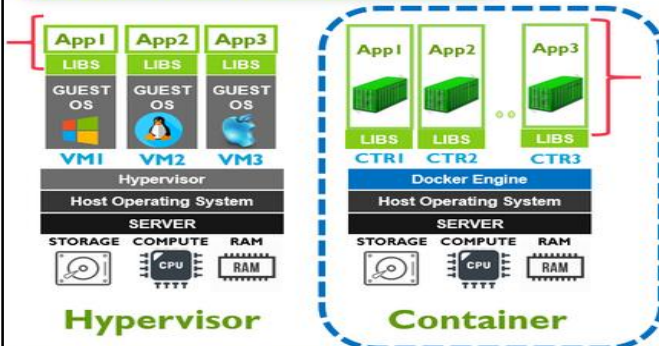 App1 App2 App3
LIBS LIBS LIBS
GUEST OS GUEST OS GUEST OS
VM1 VM2 VM3
Hypervisor
Host Operating System
SERVER
STORAGE COMPUTE RAM
CPU RAM
Hypervisor
App1 App2 App3
LIBS LIBS LIBS
CTR1 CTR2 CTR3
Docker Engine
Host Operating System
SERVER
STORAGE COMPUTE RAM
CPU RAM
Container